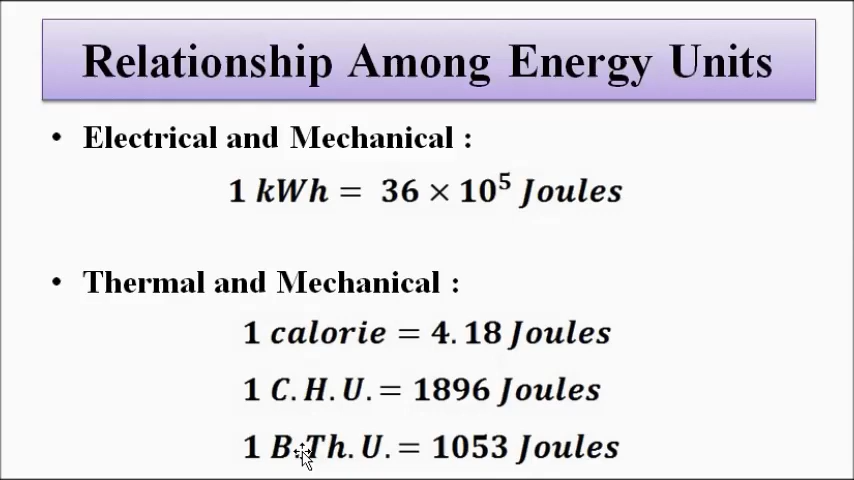 Relationship Among Energy Units
• Electrical and Mechanical :
1 kWh = 36 × 10⁵ Joules
• Thermal and Mechanical :
1 calorie = 4.18 Joules
1 C.H.U. = 1896 Joules
1 B.Th.U. = 1053 Joules